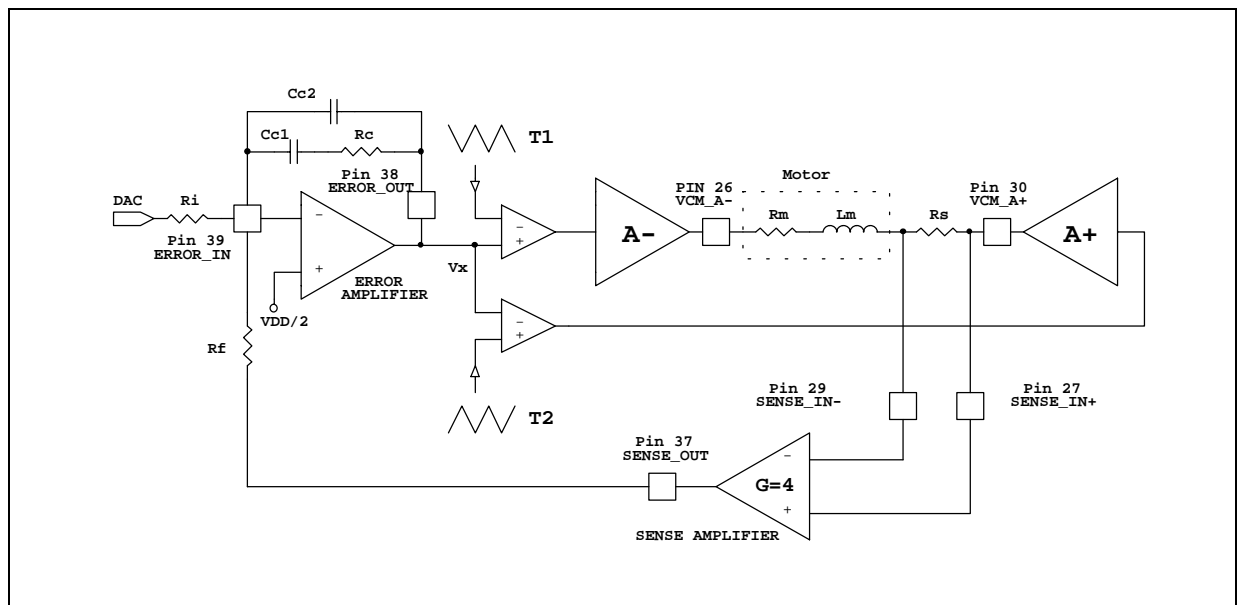 Cc2
Cc1
Rc
T1
Pin 38
ERROR_OUT
DAC
Ri
Pin 39
ERROR_IN
-
+
ERROR
AMPLIFIER
VDD/2
Vx
-
+
-
+
T2
A-
PIN 26
VCM_A-
Motor
Rm
Lm
Rs
Pin 30
VCM_A+
A+
Rf
Pin 29
SENSE_IN-
Pin 27
SENSE_IN+
Pin 37
SENSE_OUT
-
G=4
+
SENSE AMPLIFIER